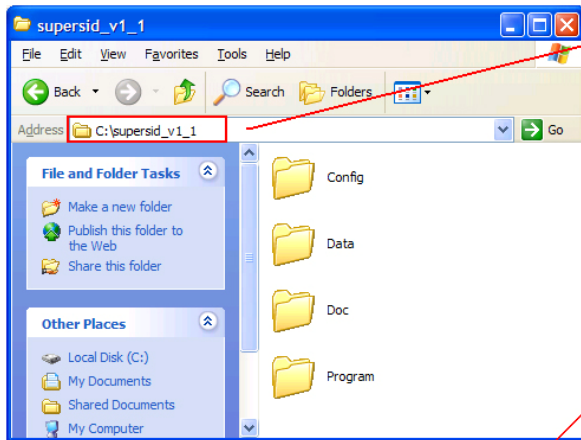 supersid_v1_1
File Edit View Favorites Tools Help
Back Search Folders
Address C:\supersid_v1_1 Go
File and Folder Tasks
Make a new folder
Publish this folder to
the Web
Share this folder
Other Places
Local Disk (C:)
My Documents
Shared Documents
My Computer
Config
Data
Doc
Program